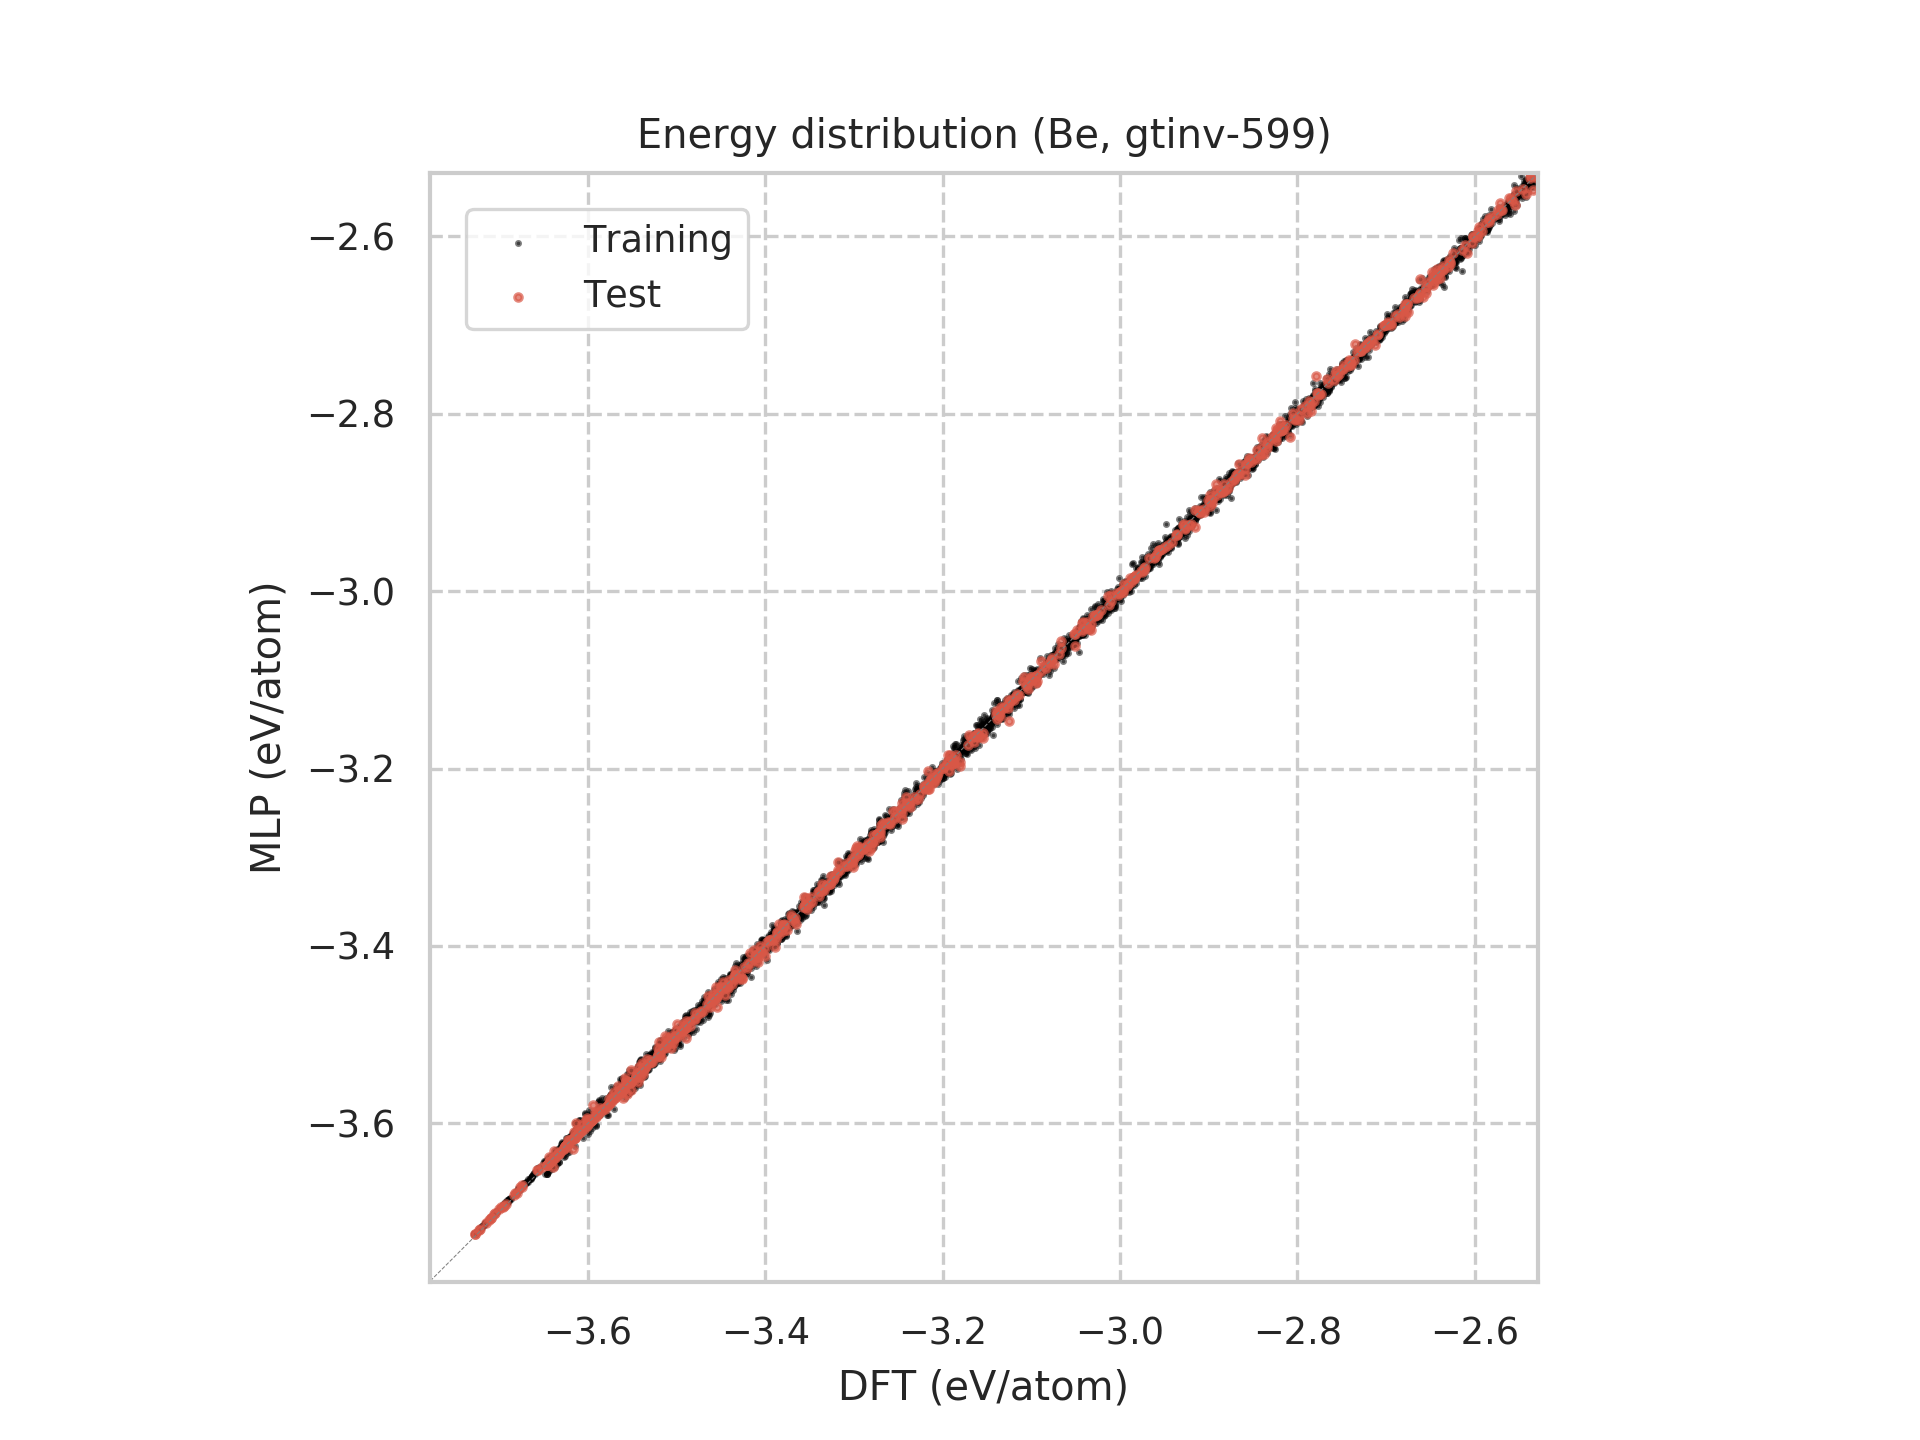 Energy distribution (Be, gtinv-599)
Training
Test
−2.6
−2.8
−3.0
−3.2
−3.4
−3.6
MLP (eV/atom)
−3.6 −3.4 −3.2 −3.0 −2.8 −2.6
DFT (eV/atom)